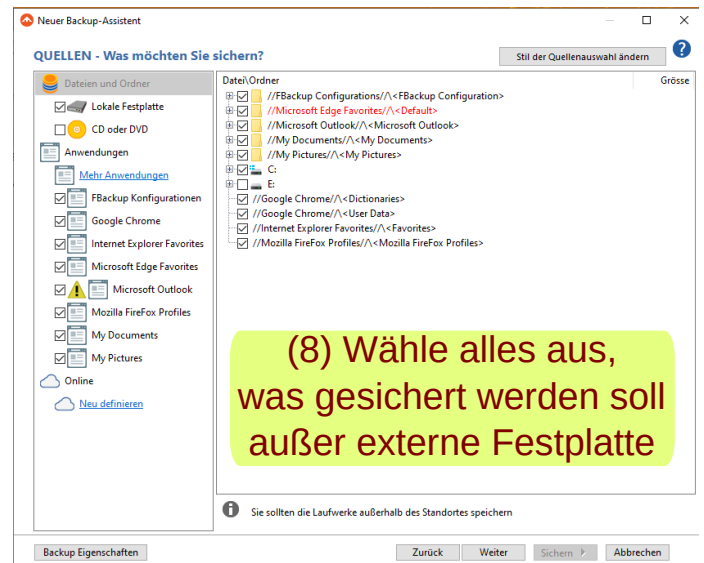 Neuer Backup-Assistent
QUELLEN - Was möchten Sie sichern?
Stil der Quellenauswahl ändern
?
Dateien und Ordner
Lokale Festplatte
CD oder DVD
Anwendungen
Mehr Anwendungen
FBackup Konfigurationen
Google Chrome
Internet Explorer Favorites
Microsoft Edge Favorites
Microsoft Outlook
Mozilla FireFox Profiles
My Documents
My Pictures
Online
Neu definieren
Datei\Ordner Grösse
//FBackup Configurations//\<FBackup Configuration>
//Microsoft Edge Favorites//\<Default>
//Microsoft Outlook//\<Microsoft Outlook>
//My Documents//\<My Documents>
//My Pictures//\<My Pictures>
C:
E:
//Google Chrome//\<Dictionaries>
//Google Chrome//\<User Data>
//Internet Explorer Favorites//\<Favorites>
//Mozilla FireFox Profiles//\<Mozilla FireFox Profiles>
(8) Wähle alles aus,
was gesichert werden soll
außer externe Festplatte
Sie sollten die Laufwerke außerhalb des Standortes speichern
Backup Eigenschaften Zurück Weiter Sichern Abbrechen